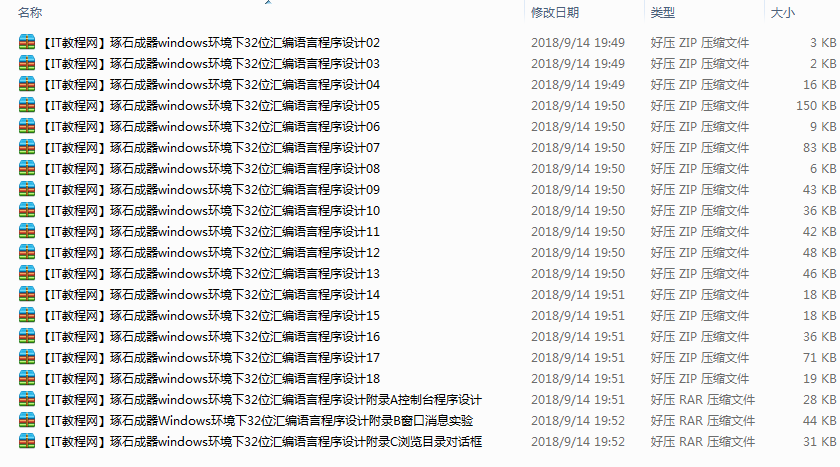 名称 修改日期 类型 大小
【IT教程网】琢石成器windows环境下32位汇编语言程序设计02 2018/9/14 19:49 好压 ZIP 压缩文件 3 KB
【IT教程网】琢石成器windows环境下32位汇编语言程序设计03 2018/9/14 19:49 好压 ZIP 压缩文件 2 KB
【IT教程网】琢石成器windows环境下32位汇编语言程序设计04 2018/9/14 19:49 好压 ZIP 压缩文件 16 KB
【IT教程网】琢石成器windows环境下32位汇编语言程序设计05 2018/9/14 19:50 好压 ZIP 压缩文件 150 KB
【IT教程网】琢石成器windows环境下32位汇编语言程序设计06 2018/9/14 19:50 好压 ZIP 压缩文件 9 KB
【IT教程网】琢石成器windows环境下32位汇编语言程序设计07 2018/9/14 19:50 好压 ZIP 压缩文件 83 KB
【IT教程网】琢石成器windows环境下32位汇编语言程序设计08 2018/9/14 19:50 好压 ZIP 压缩文件 6 KB
【IT教程网】琢石成器windows环境下32位汇编语言程序设计09 2018/9/14 19:50 好压 ZIP 压缩文件 43 KB
【IT教程网】琢石成器windows环境下32位汇编语言程序设计10 2018/9/14 19:50 好压 ZIP 压缩文件 36 KB
【IT教程网】琢石成器windows环境下32位汇编语言程序设计11 2018/9/14 19:50 好压 ZIP 压缩文件 42 KB
【IT教程网】琢石成器windows环境下32位汇编语言程序设计12 2018/9/14 19:50 好压 ZIP 压缩文件 48 KB
【IT教程网】琢石成器windows环境下32位汇编语言程序设计13 2018/9/14 19:50 好压 ZIP 压缩文件 46 KB
【IT教程网】琢石成器windows环境下32位汇编语言程序设计14 2018/9/14 19:51 好压 ZIP 压缩文件 18 KB
【IT教程网】琢石成器windows环境下32位汇编语言程序设计15 2018/9/14 19:51 好压 ZIP 压缩文件 18 KB
【IT教程网】琢石成器windows环境下32位汇编语言程序设计16 2018/9/14 19:51 好压 ZIP 压缩文件 36 KB
【IT教程网】琢石成器windows环境下32位汇编语言程序设计17 2018/9/14 19:51 好压 ZIP 压缩文件 71 KB
【IT教程网】琢石成器windows环境下32位汇编语言程序设计18 2018/9/14 19:51 好压 ZIP 压缩文件 19 KB
【IT教程网】琢石成器windows环境下32位汇编语言程序设计附录A控制台程序设计 2018/9/14 19:51 好压 RAR 压缩文件 28 KB
【IT教程网】琢石成器Windows环境下32位汇编语言程序设计附录B窗口消息实验 2018/9/14 19:52 好压 RAR 压缩文件 44 KB
【IT教程网】琢石成器windows环境下32位汇编语言程序设计附录C浏览目录对话框 2018/9/14 19:52 好压 RAR 压缩文件 31 KB